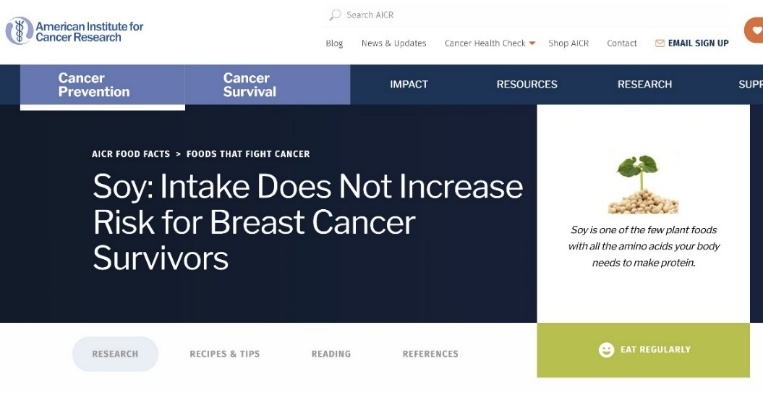 American Institute for
Cancer Research
Search AICR
Blog News & Updates Cancer Health Check Shop AICR Contact EMAIL SIGN UP
Cancer
Prevention
Cancer
Survival
IMPACT RESOURCES RESEARCH SUPP
AICR FOOD FACTS > FOODS THAT FIGHT CANCER
Soy: Intake Does Not Increase
Risk for Breast Cancer
Survivors
Soy is one of the few plant foods
with all the amino acids your body
needs to make protein.
RESEARCH RECIPES & TIPS READING REFERENCES
EAT REGULARLY